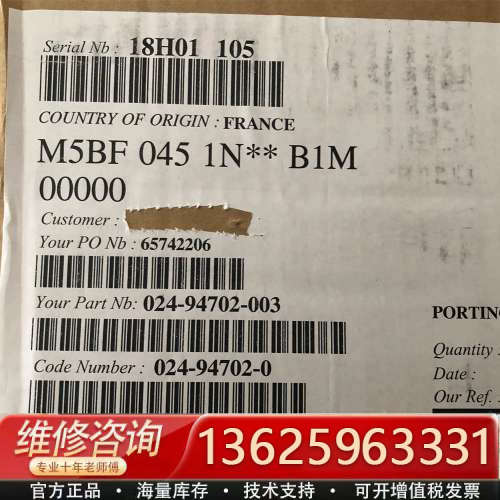 Serial Nb : 18H01 105
COUNTRY OF ORIGIN : FRANCE
M5BF 045 1N** B1M
00000
Customer :
Your PO Nb : 65742206
Your Part Nb: 024-94702-003
Code Number : 024-94702-0
PORTING
Quantity :
Date :
Our Ref. :
维修咨询
专业十年老师傅
13625963331
官方正品 · 海量库存 · 技术支持 · 可开增值税发票